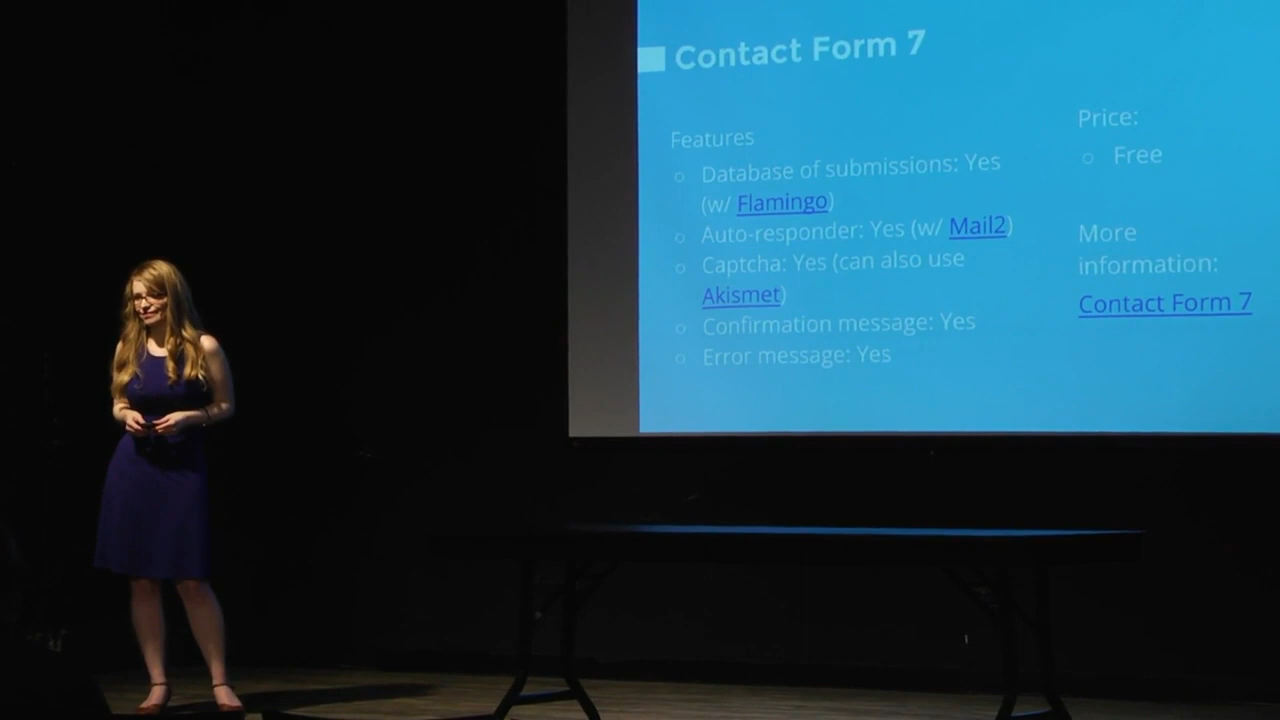 Contact Form 7
Features
○ Database of submissions: Yes
(w/ Flamingo)
○ Auto-responder: Yes (w/ Mail2)
○ Captcha: Yes (can also use
Akismet)
○ Confirmation message: Yes
○ Error message: Yes
Price:
○ Free
More
information:
Contact Form 7